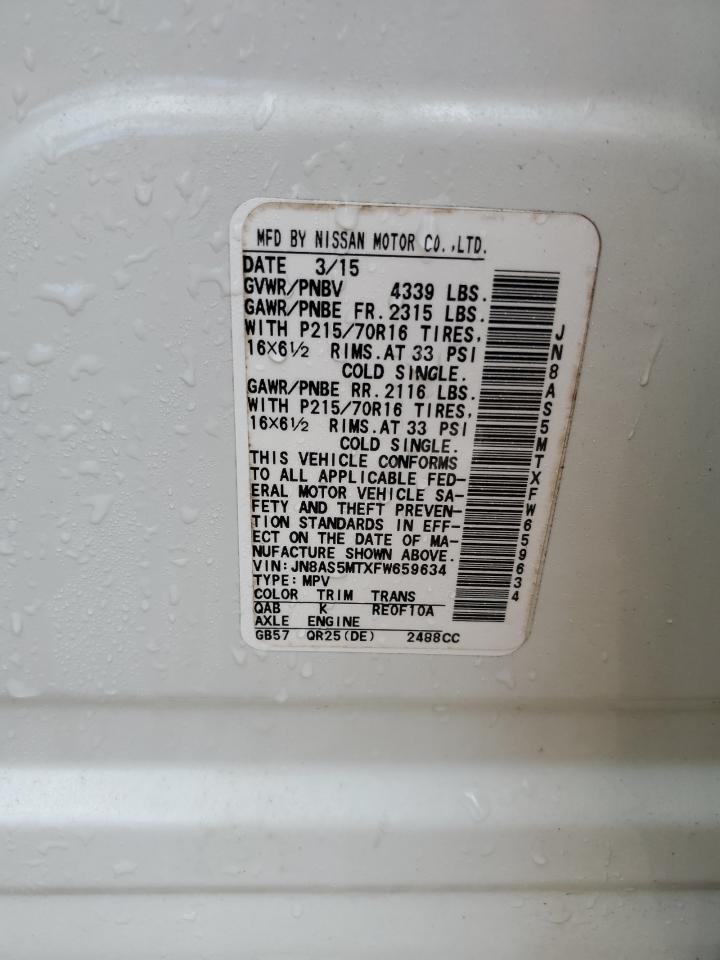 MFD BY NISSAN MOTOR CO.,LTD.
DATE 3/15
GVWR/PNBV 4339 LBS.
GAWR/PNBE FR. 2315 LBS.
WITH P215/70R16 TIRES,
16X6½ RIMS.AT 33 PSI
COLD SINGLE.
GAWR/PNBE RR. 2116 LBS.
WITH P215/70R16 TIRES,
16X6½ RIMS.AT 33 PSI
COLD SINGLE.
THIS VEHICLE CONFORMS
TO ALL APPLICABLE FED-
ERAL MOTOR VEHICLE SA-
FETY AND THEFT PREVEN-
TION STANDARDS IN EFF-
ECT ON THE DATE OF MA-
NUFACTURE SHOWN ABOVE.
VIN:JN8AS5MTXFW659634
TYPE:MPV
COLOR TRIM TRANS
QAB K RE0F10A
AXLE ENGINE
GB57 QR25(DE) 2488CC
JN8AS5MTXFW659634